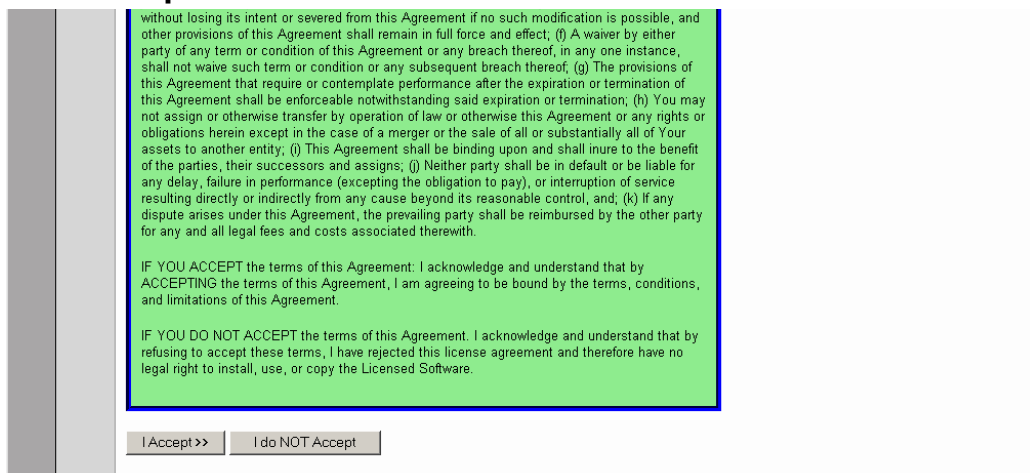 without losing its intent or severed from this Agreement if no such modification is possible, and
other provisions of this Agreement shall remain in full force and effect; (f) A waiver by either
party of any term or condition of this Agreement or any breach thereof, in any one instance,
shall not waive such term or condition or any subsequent breach thereof; (g) The provisions of
this Agreement that require or contemplate performance after the expiration or termination of
this Agreement shall be enforceable notwithstanding said expiration or termination; (h) You may
not assign or otherwise transfer by operation of law or otherwise this Agreement or any rights or
obligations herein except in the case of a merger or the sale of all or substantially all of Your
assets to another entity; (i) This Agreement shall be binding upon and shall inure to the benefit
of the parties, their successors and assigns; (j) Neither party shall be in default or be liable for
any delay, failure in performance (excepting the obligation to pay), or interruption of service
resulting directly or indirectly from any cause beyond its reasonable control, and; (k) If any
dispute arises under this Agreement, the prevailing party shall be reimbursed by the other party
for any and all legal fees and costs associated therewith.
IF YOU ACCEPT the terms of this Agreement: I acknowledge and understand that by
ACCEPTING the terms of this Agreement, I am agreeing to be bound by the terms, conditions,
and limitations of this Agreement.
IF YOU DO NOT ACCEPT the terms of this Agreement. I acknowledge and understand that by
refusing to accept these terms, I have rejected this license agreement and therefore have no
legal right to install, use, or copy the Licensed Software.
I Accept >> I do NOT Accept